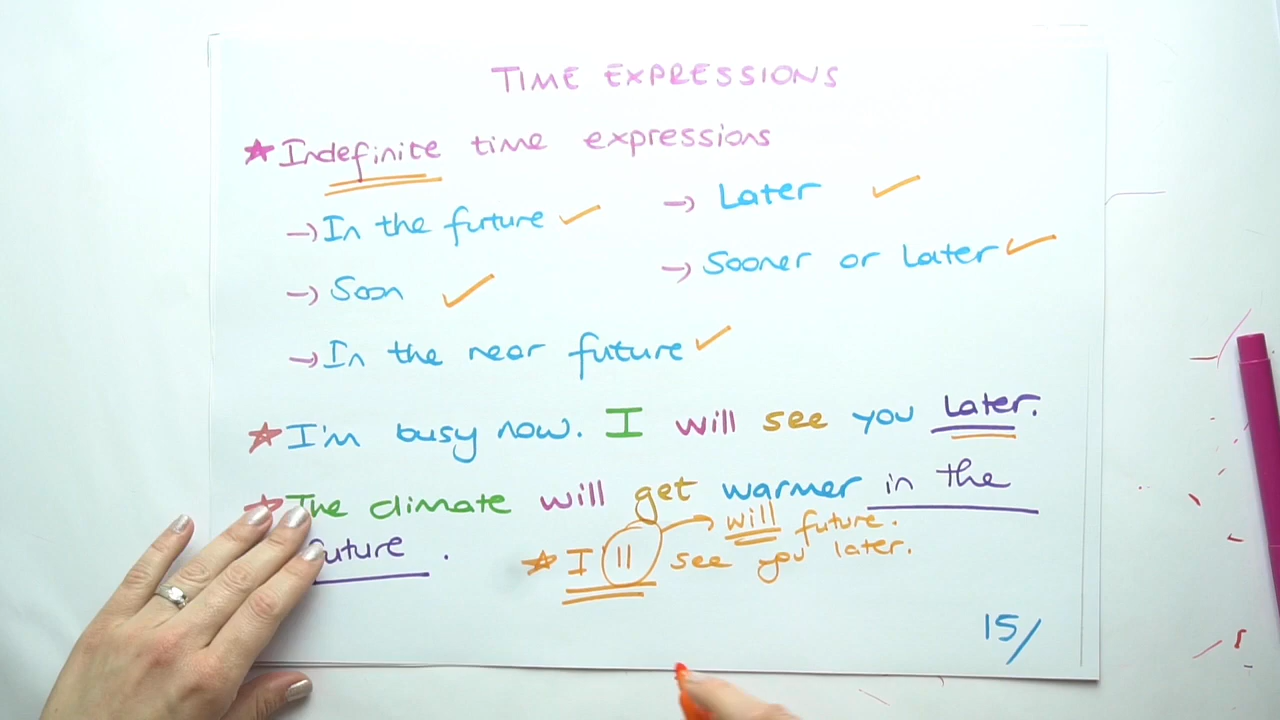 TIME EXPRESSIONS
★ Indefinite time expressions
→ In the future ✓ → Later ✓
→ Soon ✓ → Sooner or Later ✓
→ In the near future ✓
★ I'm busy now. I will see you Later.
★ The climate will get warmer in the
future.
→ will future.
★ I ll see you later.
15/